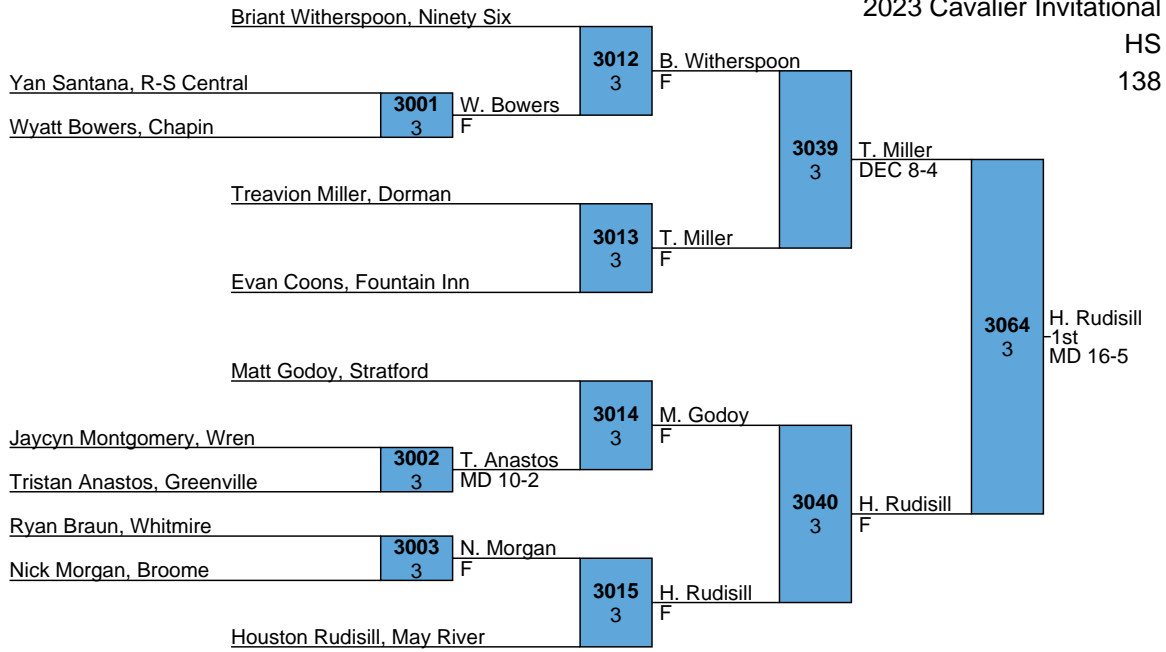 2023 Cavalier Invitational
HS
138
Briant Witherspoon, Ninety Six
3012
3
B. Witherspoon
F
Yan Santana, R-S Central
3001
3
W. Bowers
F
Wyatt Bowers, Chapin
3039
3
T. Miller
DEC 8-4
Treavion Miller, Dorman
3013
3
T. Miller
F
Evan Coons, Fountain Inn
3064
3
H. Rudisill
1st
MD 16-5
Matt Godoy, Stratford
3014
3
M. Godoy
F
Jaycyn Montgomery, Wren
3002
3
T. Anastos
MD 10-2
Tristan Anastos, Greenville
3040
3
H. Rudisill
F
Ryan Braun, Whitmire
3003
3
N. Morgan
F
Nick Morgan, Broome
3015
3
H. Rudisill
F
Houston Rudisill, May River